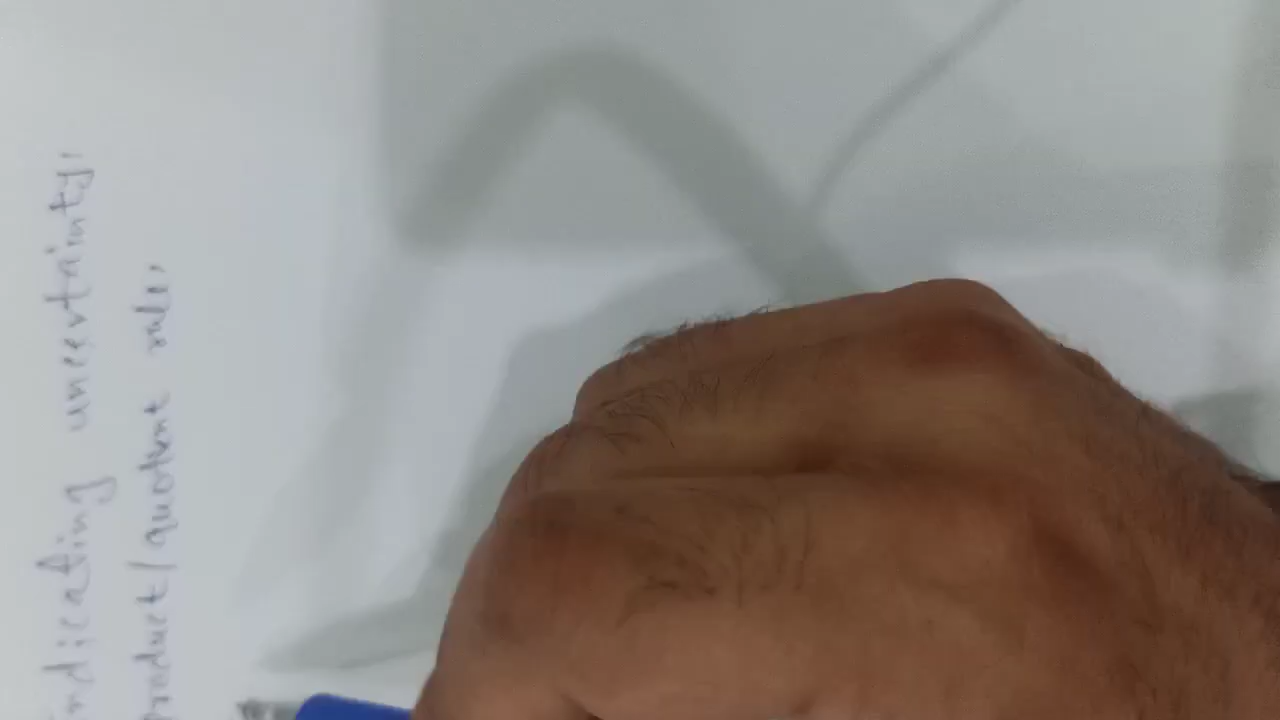 ndicating uncertainty,
product/quotient rule,